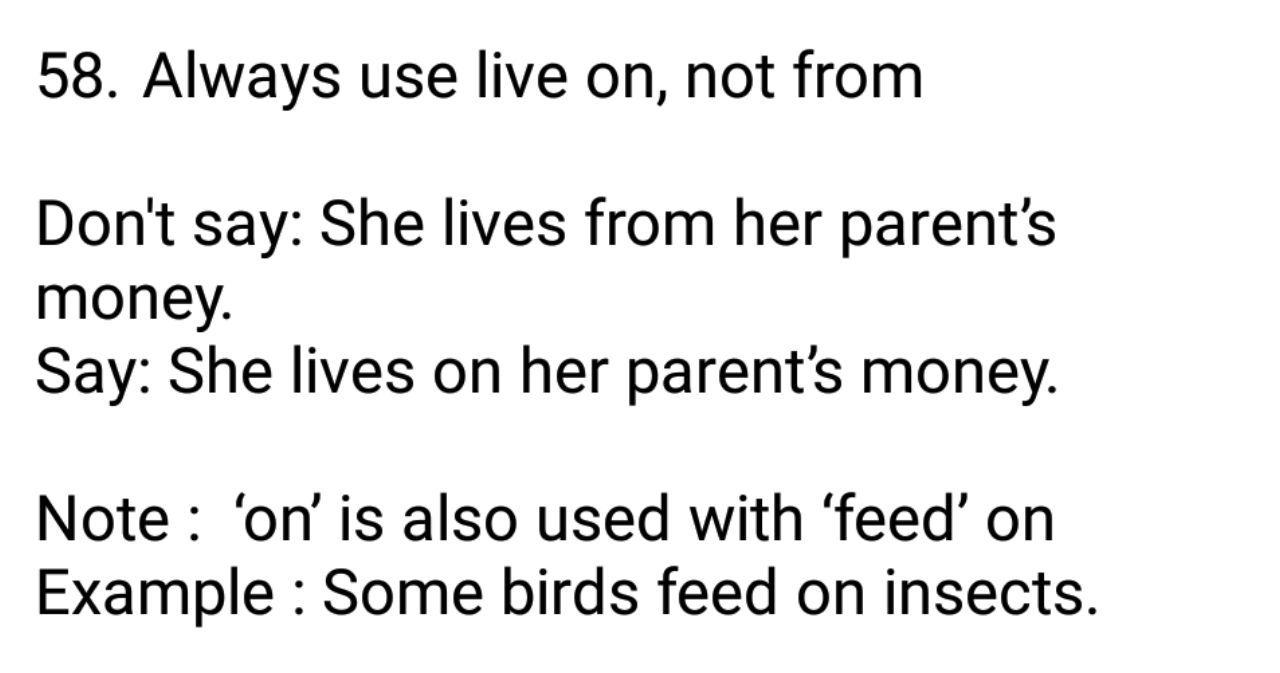 58. Always use live on, not from
Don't say: She lives from her parent’s
money.
Say: She lives on her parent’s money.
Note :  ‘on’ is also used with ‘feed’ on
Example : Some birds feed on insects.